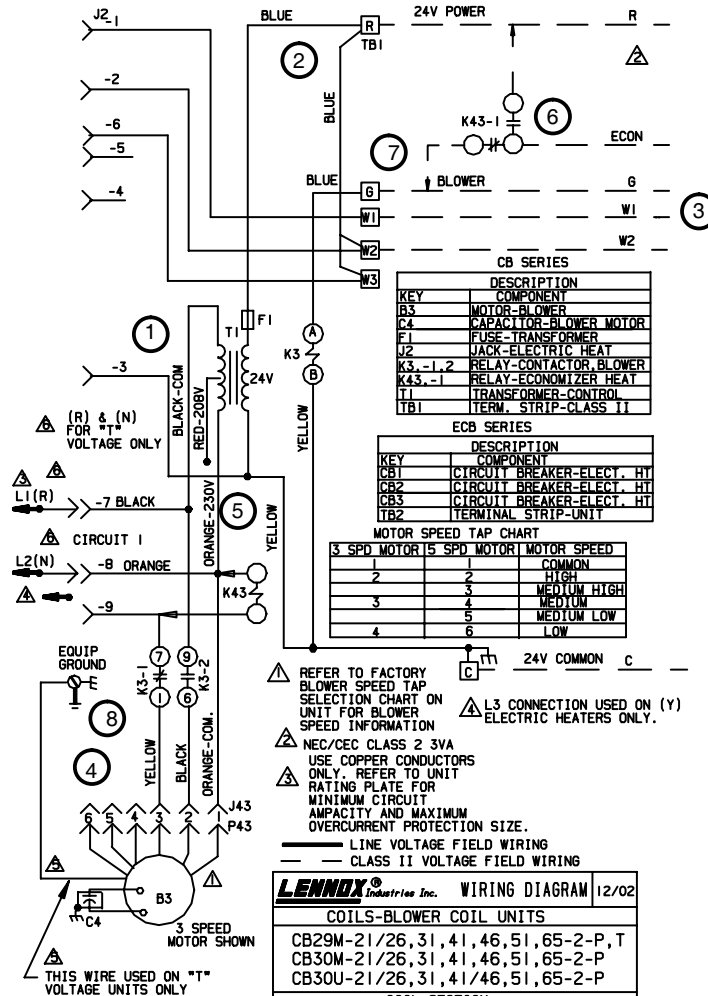 J2
-1
BLUE
R
24V POWER
R
TB1
2
2
-2
BLUE
K43-1
6
-6
-5
7
ECON
BLUE
G
BLOWER
G
-4
W1
W1
3
W2
W2
W3
CB SERIES
DESCRIPTION
KEY COMPONENT
B3 MOTOR-BLOWER
C4 CAPACITOR-BLOWER MOTOR
F1 FUSE-TRANSFORMER
J2 JACK-ELECTRIC HEAT
K3,-1,2 RELAY-CONTACTOR,BLOWER
K43,-1 RELAY-ECONOMIZER HEAT
T1 TRANSFORMER-CONTROL
TB1 TERM. STRIP-CLASS II
1
T1
F1
24V
A
K3
B
-3
BLACK-COM
RED-208V
YELLOW
6
(R) & (N)
FOR "T"
VOLTAGE ONLY
ECB SERIES
DESCRIPTION
KEY COMPONENT
CB1 CIRCUIT BREAKER-ELECT. HT
CB2 CIRCUIT BREAKER-ELECT. HT
CB3 CIRCUIT BREAKER-ELECT. HT
TB2 TERMINAL STRIP-UNIT
3
6
L1(R)
-7 BLACK
ORANGE-230V
5
YELLOW
6
CIRCUIT 1
L2(N)
-8 ORANGE
K43
4
-9
MOTOR SPEED TAP CHART
3 SPD MOTOR 5 SPD MOTOR MOTOR SPEED
1 1 COMMON
2 2 HIGH
3 MEDIUM HIGH
3 4 MEDIUM
5 MEDIUM LOW
4 6 LOW
C
24V COMMON
C
EQUIP
GROUND
7
K3-1
1
9
K3-2
6
8
4
YELLOW
BLACK
ORANGE-COM.
1
REFER TO FACTORY
BLOWER SPEED TAP
SELECTION CHART ON
UNIT FOR BLOWER
SPEED INFORMATION
4
L3 CONNECTION USED ON (Y)
ELECTRIC HEATERS ONLY.
2
NEC/CEC CLASS 2 3VA
3
USE COPPER CONDUCTORS
ONLY. REFER TO UNIT
RATING PLATE FOR
MINIMUM CIRCUIT
AMPACITY AND MAXIMUM
OVERCURRENT PROTECTION SIZE.
LINE VOLTAGE FIELD WIRING
CLASS II VOLTAGE FIELD WIRING
J43
6 5 4 3 2 1
P43
5
1
B3
C4
3 SPEED
MOTOR SHOWN
5
THIS WIRE USED ON "T"
VOLTAGE UNITS ONLY
LENNOX® Industries Inc. WIRING DIAGRAM 12/02
COILS-BLOWER COIL UNITS
CB29M-21/26,31,41,46,51,65-2-P,T
CB30M-21/26,31,41,46,51,65-2-P
CB30U-21/26,31,41/46,51,65-2-P